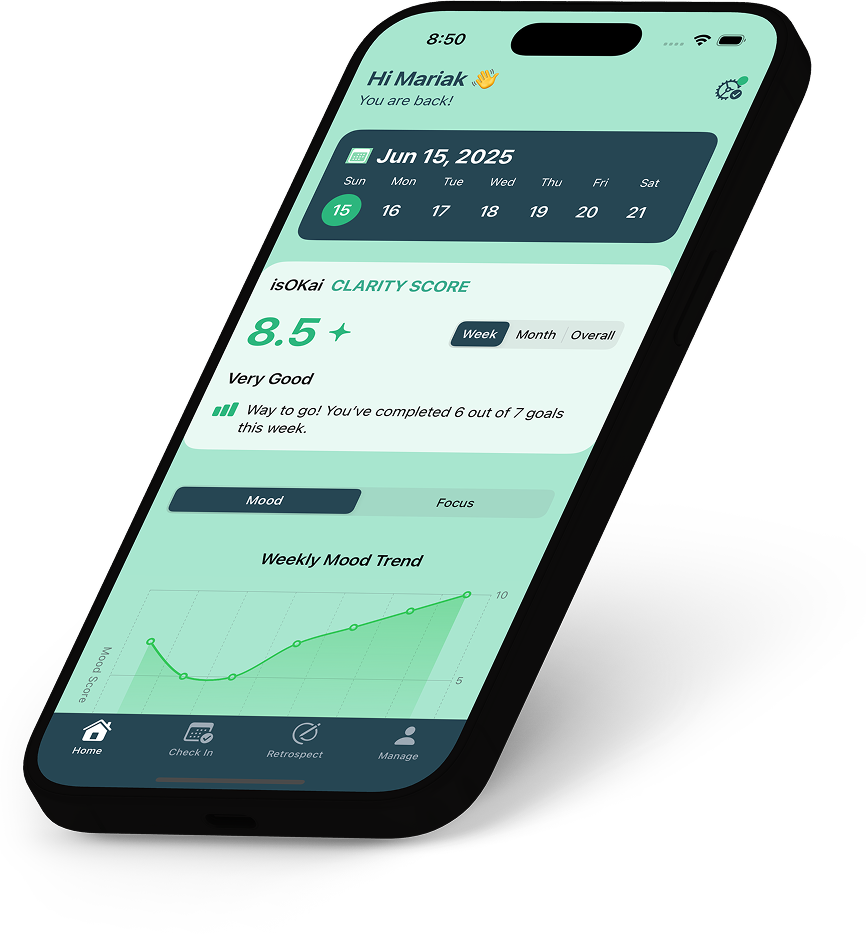 8:50
Hi Mariak 👋
You are back!
Jun 15, 2025
Sun Mon Tue Wed Thu Fri Sat
15 16 17 18 19 20 21
isOKai CLARITY SCORE
8.5
Week Month Overall
Very Good
Way to go! You've completed 6 out of 7 goals
this week.
Mood Focus
Weekly Mood Trend
10
Mood Score
5
Home Check In Retrospect Manage